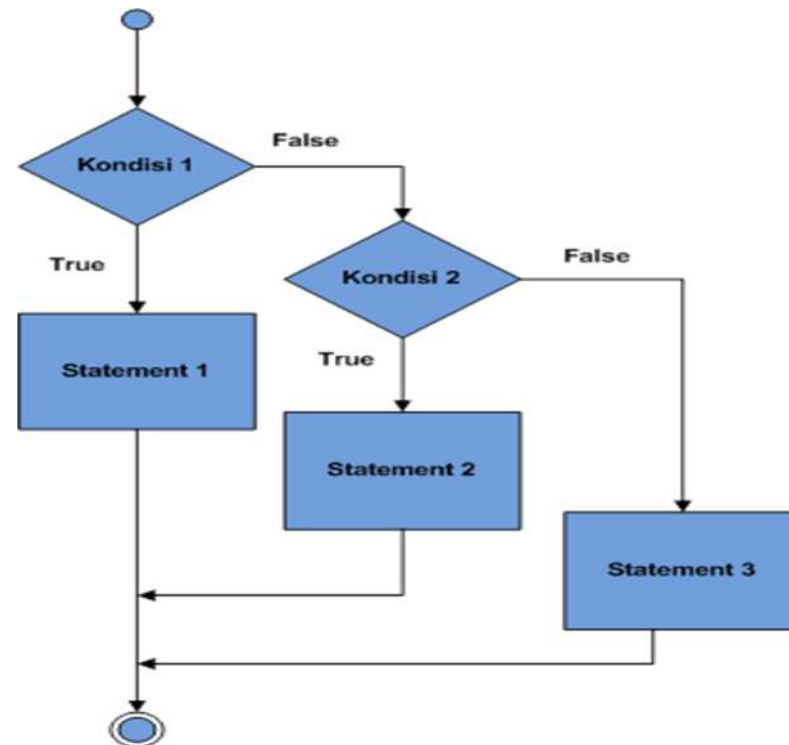 False
Kondisi 1
True
False
Kondisi 2
Statement 1
True
Statement 2
Statement 3